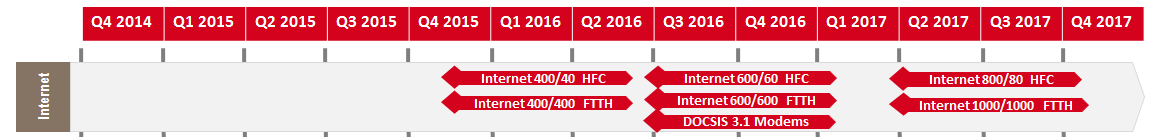 Q4 2014 Q1 2015 Q2 2015 Q3 2015 Q4 2015 Q1 2016 Q2 2016 Q3 2016 Q4 2016 Q1 2017 Q2 2017 Q3 2017 Q4 2017
Internet
Internet 400/40 HFC Internet 600/60 HFC Internet 800/80 HFC
Internet 400/400 FTTH Internet 600/600 FTTH Internet 1000/1000 FTTH
DOCSIS 3.1 Modems